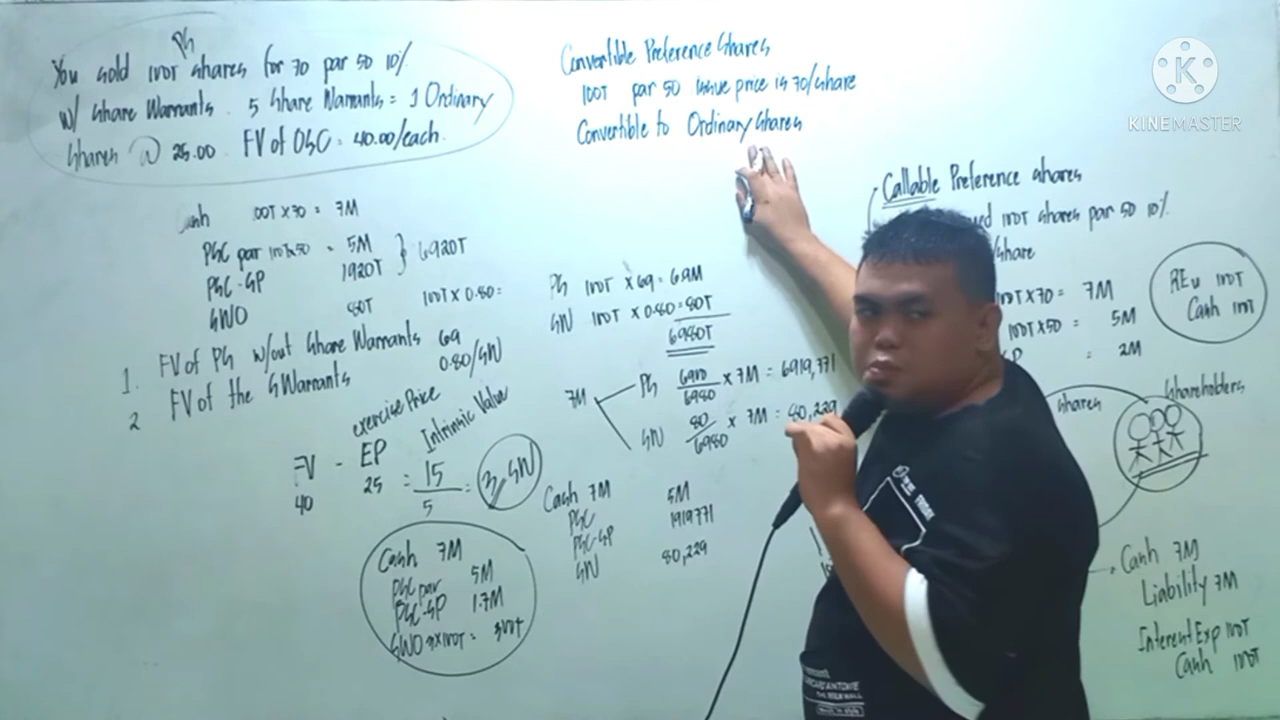 PS
You sold 100T shares for 70 par 50 10%
w/ share Warrants. 5 Share Warrants = 1 Ordinary
Shares @ 25.00. FV of OSC = 40.00/each.
Cash 100T x 70 = 7M
PSC par 100T x 50 = 5M
PSC-SP 1920T } 6920T
SWO 80T 100T x 0.80 =
1. FV of PS w/out Share Warrants 69
2 FV of the SWarrants 0.80/SW
exercise Price
Intrinsic Value
FV - EP
40 25 = 15 / 5 = 3/SW
Cash 7M
PSC par 5M
PSC-SP 1.7M
SWO 3x100T = 300T
Convertible Preference Shares
100T par 50 issue price is 70/share
Convertible to Ordinary Shares
PS 100T x 69 = 6.9M
SW 100T x 0.80 = 80T
6980T
7M
PS 6900/6980 x 7M = 6919,771
SW 80/6980 x 7M = 80,229
Cash 7M
PSC 5M
PSC-SP 1919771
SW 80,229
Callable Preference shares
100T shares par 50 10%
/share
100T x 70 = 7M
100T x 50 = 5M
= 2M
REu 100T
Cash 100T
shares
Shareholders
Cash 7M
Liability 7M
Interest Exp 100T
Cash 100T
KINEMASTER